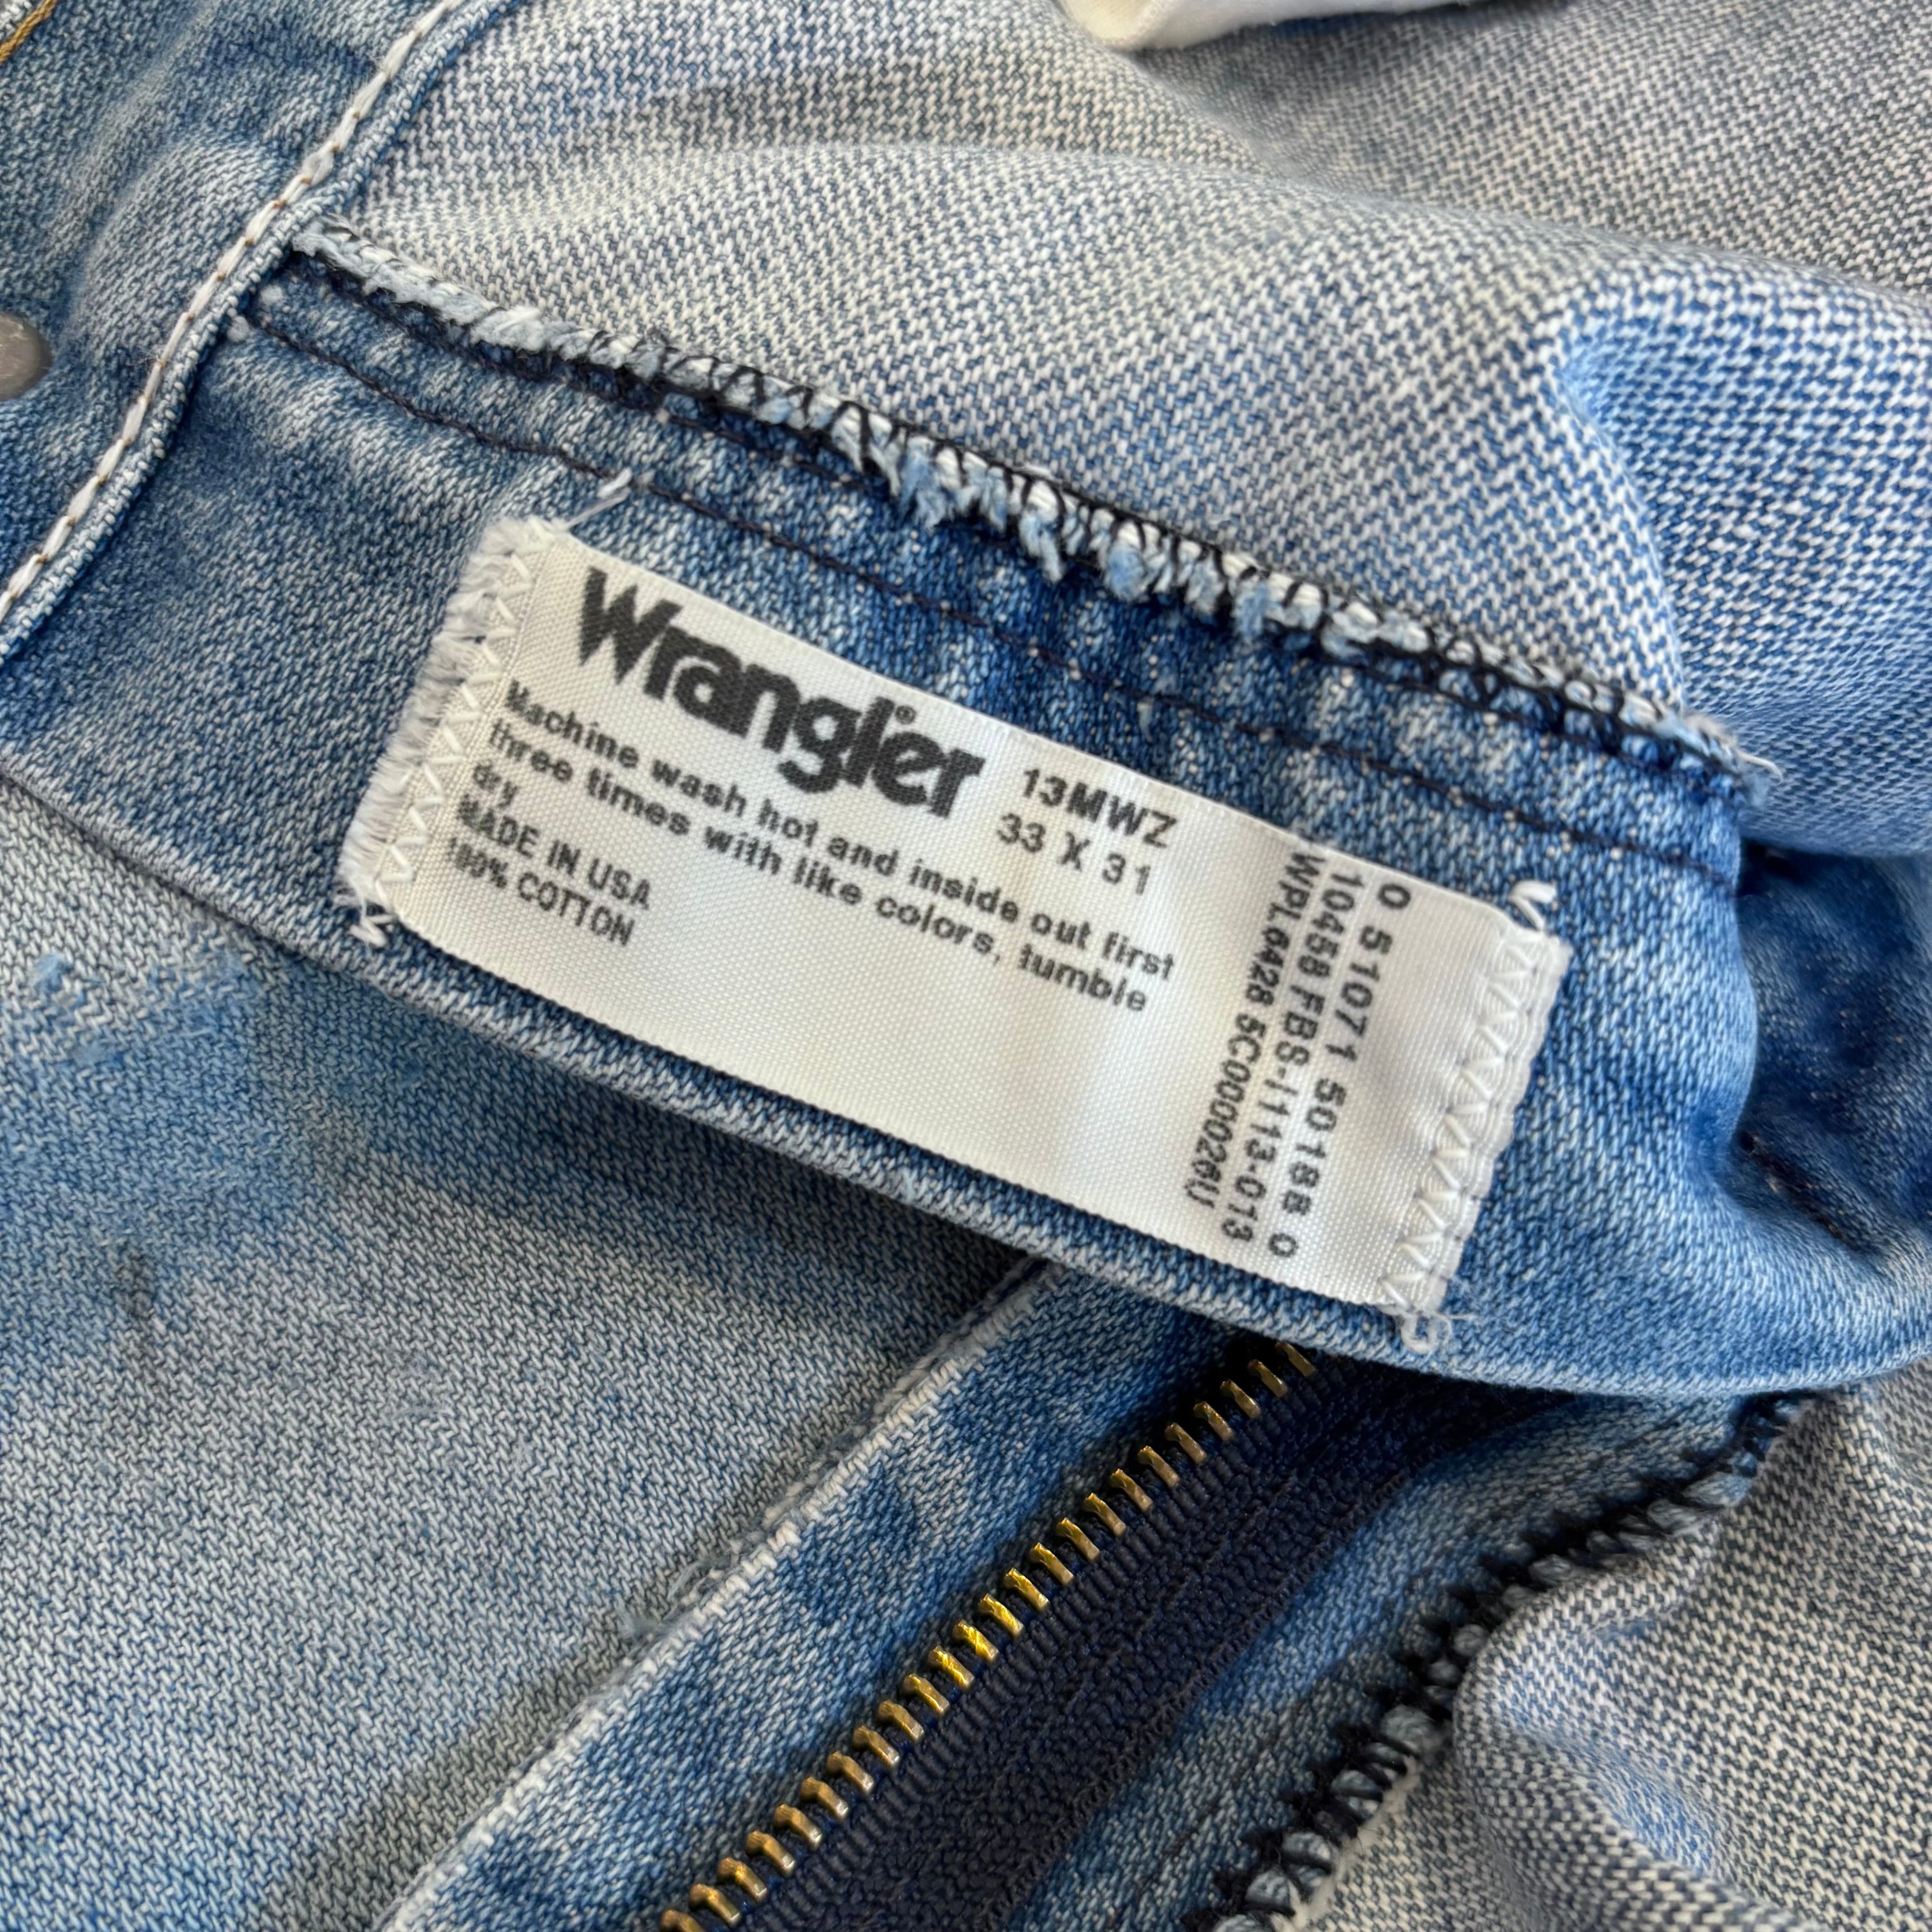 Wrangler®
13MWZ
33 X 31
Machine wash hot and inside out first
three times with like colors, tumble
dry
MADE IN USA
100% COTTON
0 51071 50188 0
10458 FBS-I113-013
WPL6428 5C000026U